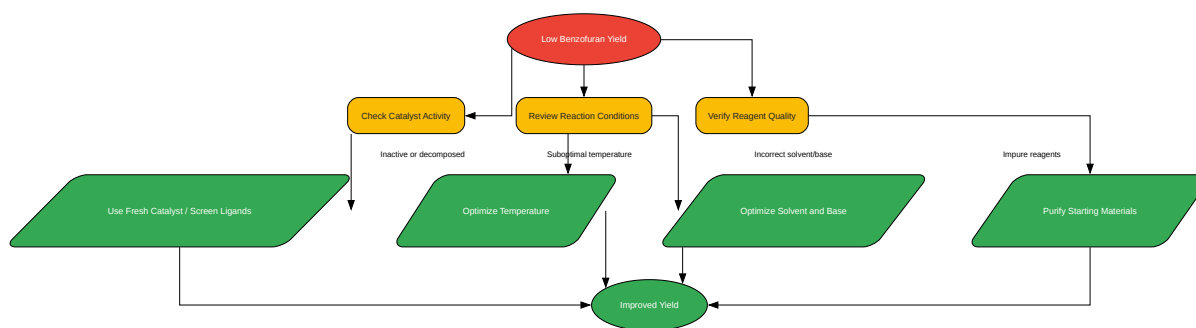 Low Benzofuran Yield
Check Catalyst Activity
Review Reaction Conditions
Verify Reagent Quality
Inactive or decomposed
Suboptimal temperature
Incorrect solvent/base
Impure reagents
Use Fresh Catalyst / Screen Ligands
Optimize Temperature
Optimize Solvent and Base
Purify Starting Materials
Improved Yield